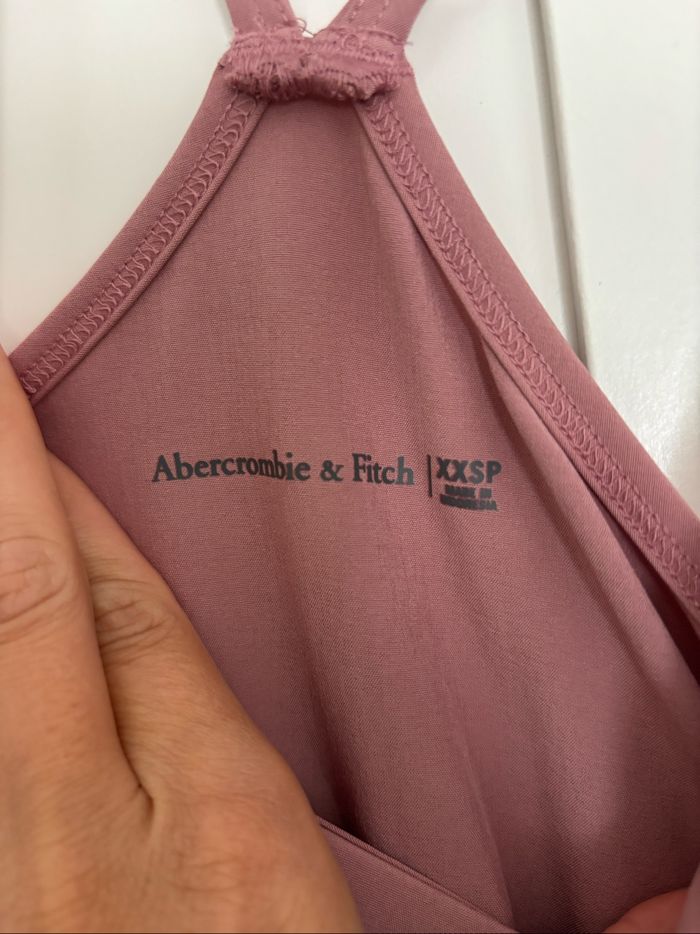 Abercrombie & Fitch | XXSP
MADE IN
INDONESIA